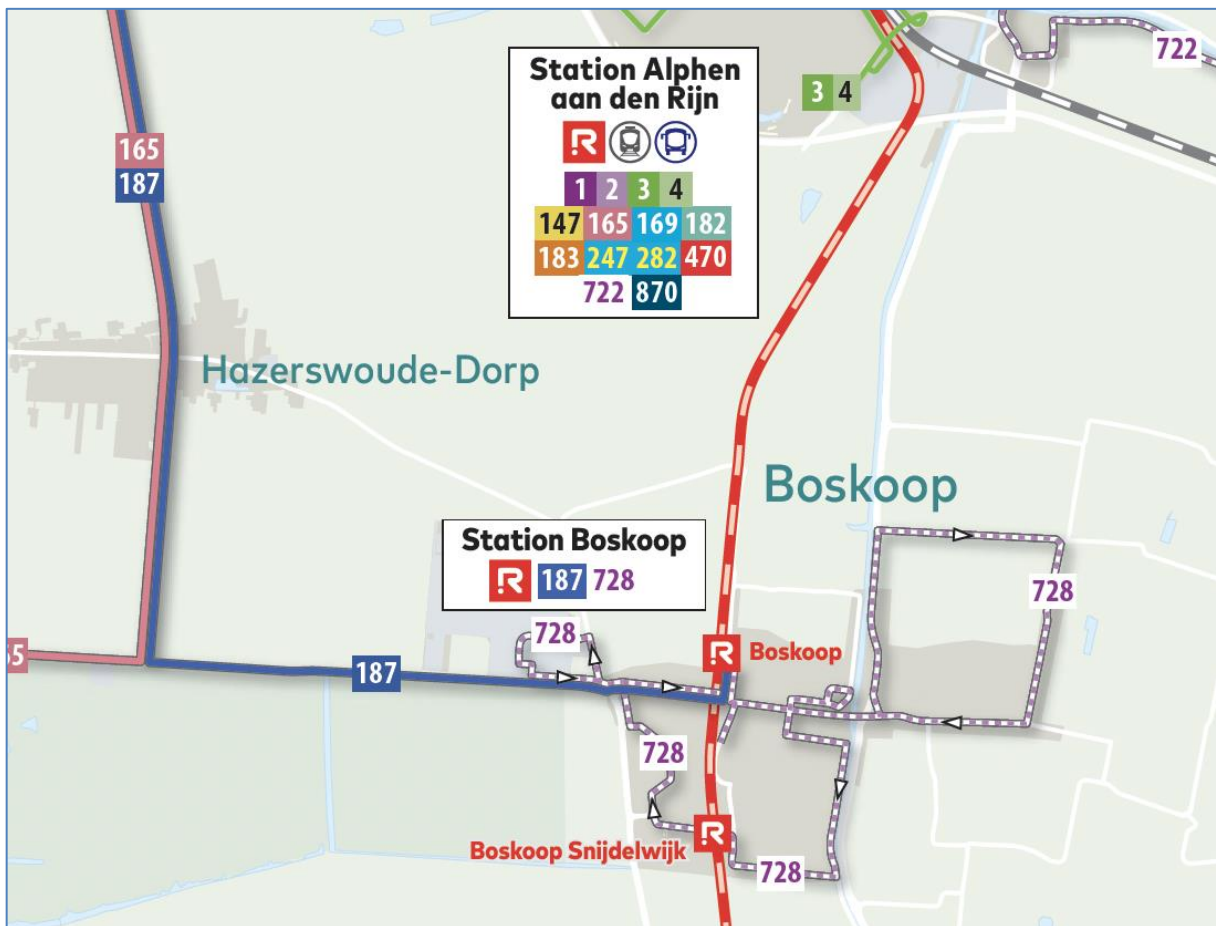 722
Station Alphen
aan den Rijn
R
1 2 3 4
147 165 169 182
183 247 282 470
722 870
3 4
165
187
Hazerswoude-Dorp
Boskoop
Station Boskoop
R 187 728
728
728
R Boskoop
55
187
728
Boskoop Snijdelwijk R
728